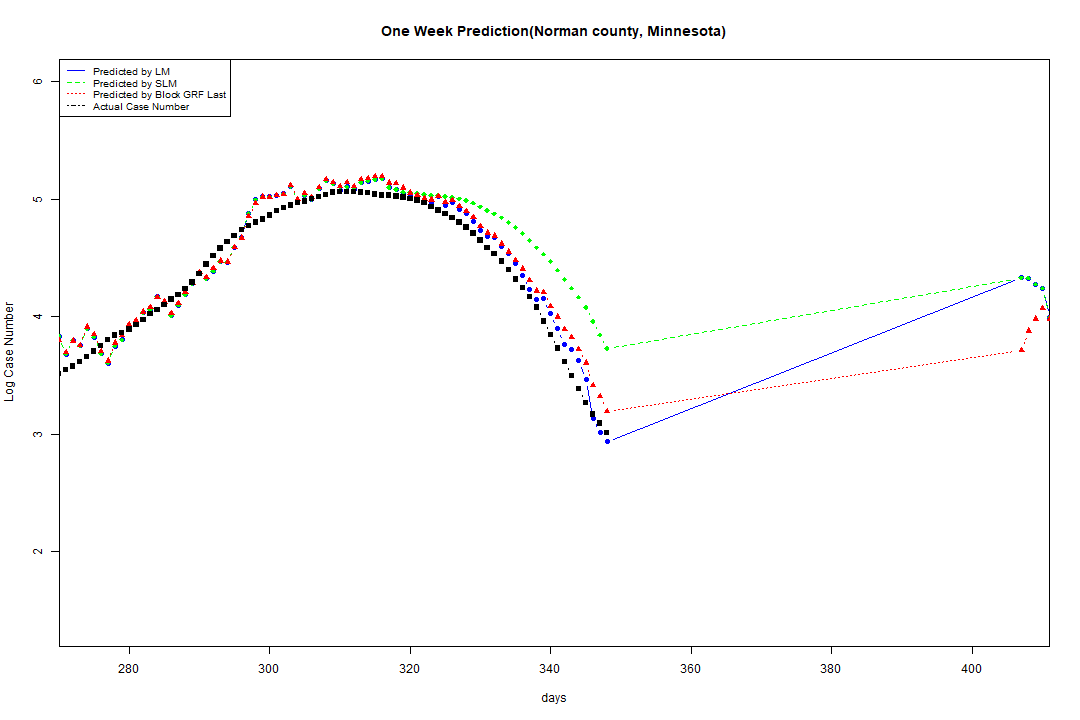 One Week Prediction(Norman county, Minnesota)
Predicted by LM
Predicted by SLM
Predicted by Block GRF Last
Actual Case Number
Log Case Number
6
5
4
3
2
280 300 320 340 360 380 400
days